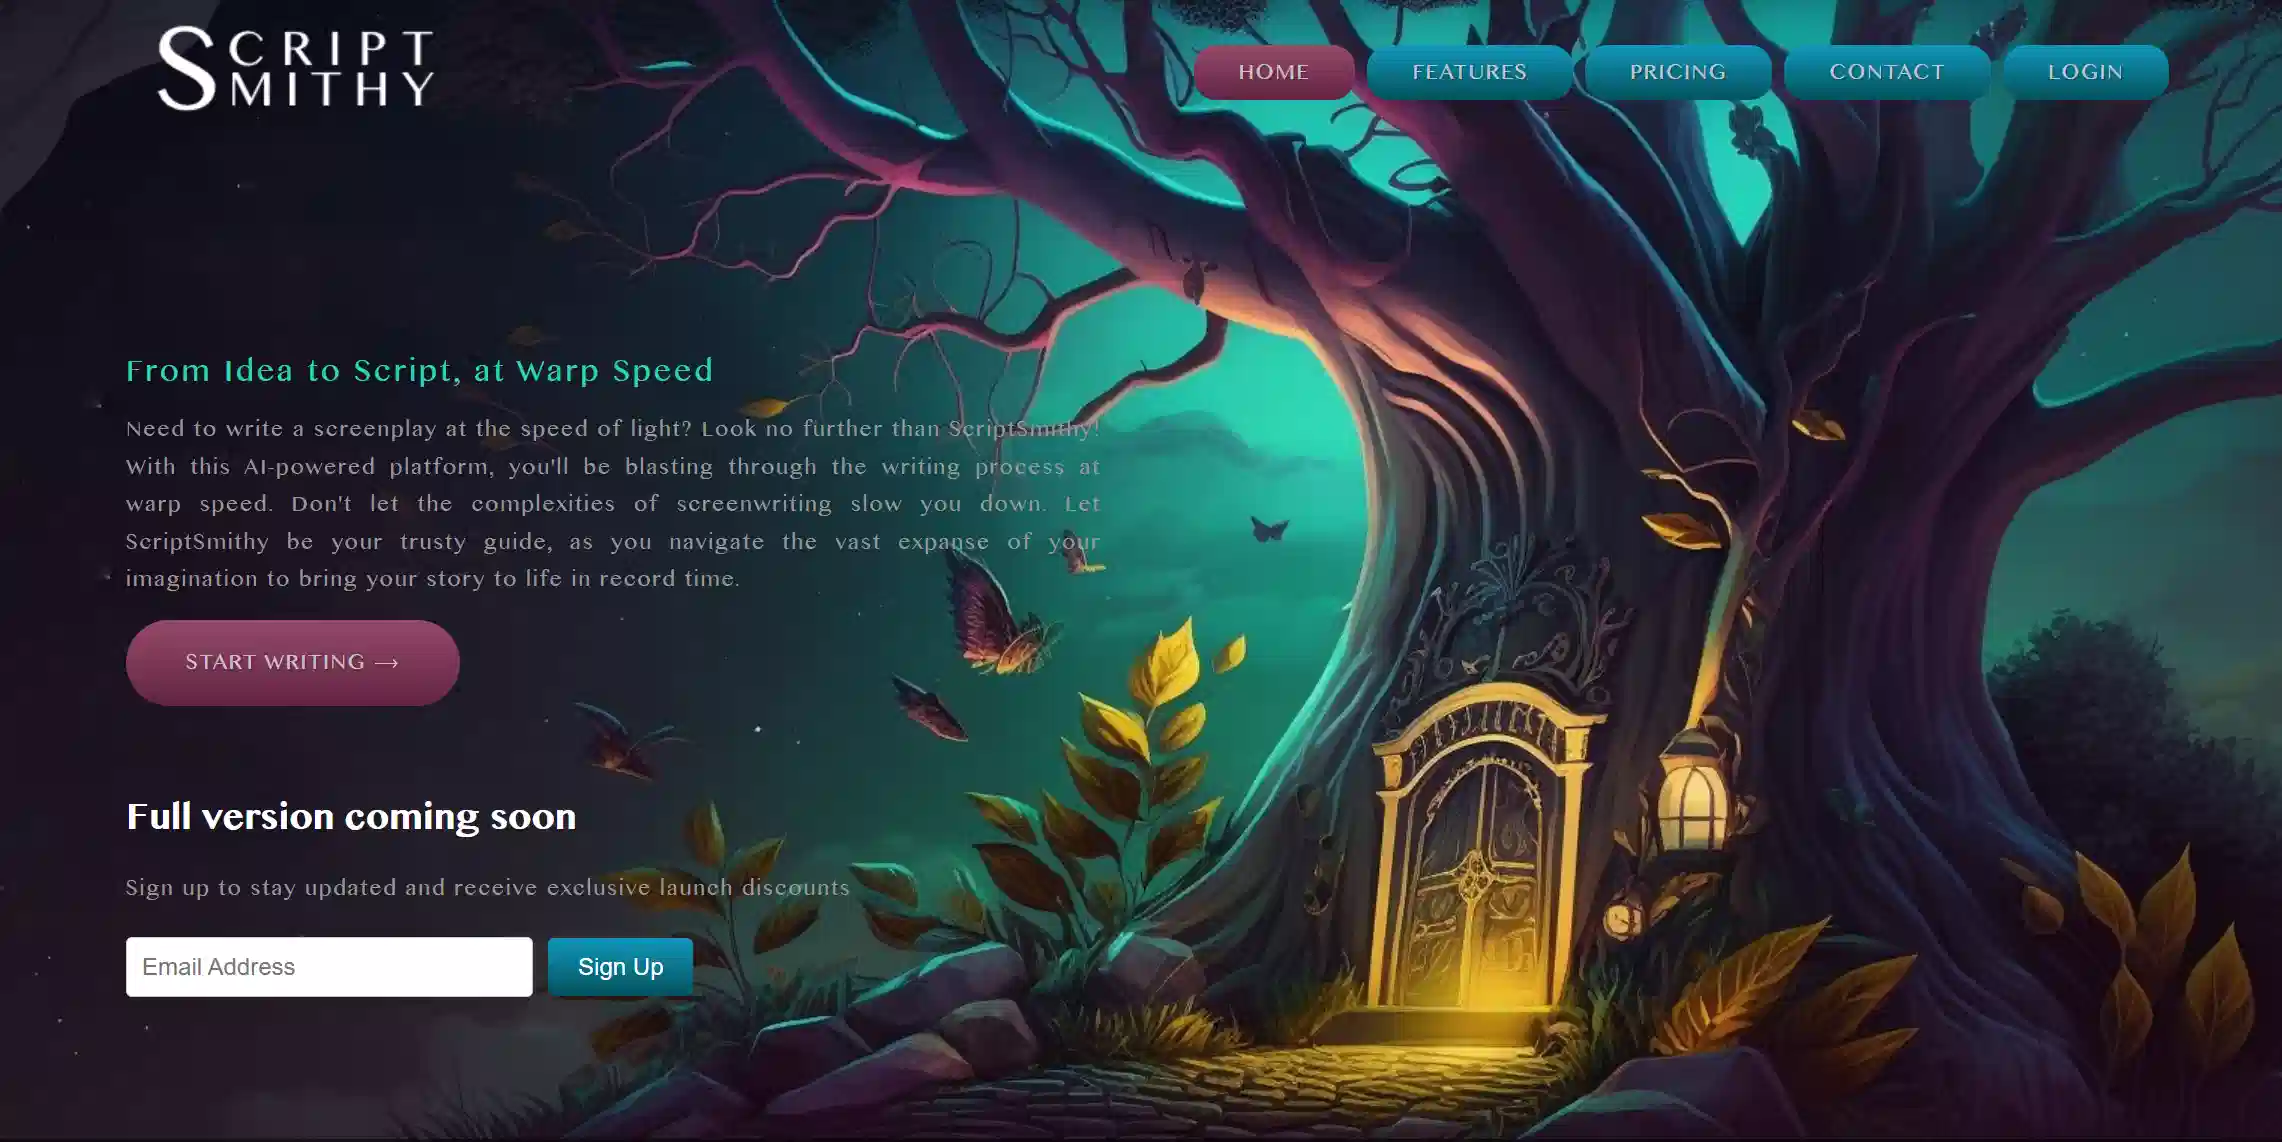 SCRIPT
SMITHY
HOME
FEATURES
PRICING
CONTACT
LOGIN
From Idea to Script, at Warp Speed
Need to write a screenplay at the speed of light? Look no further than ScriptSmithy!
With this AI-powered platform, you'll be blasting through the writing process at
warp speed. Don't let the complexities of screenwriting slow you down. Let
ScriptSmithy be your trusty guide, as you navigate the vast expanse of your
imagination to bring your story to life in record time.
START WRITING →
Full version coming soon
Sign up to stay updated and receive exclusive launch discounts
Email Address
Sign Up